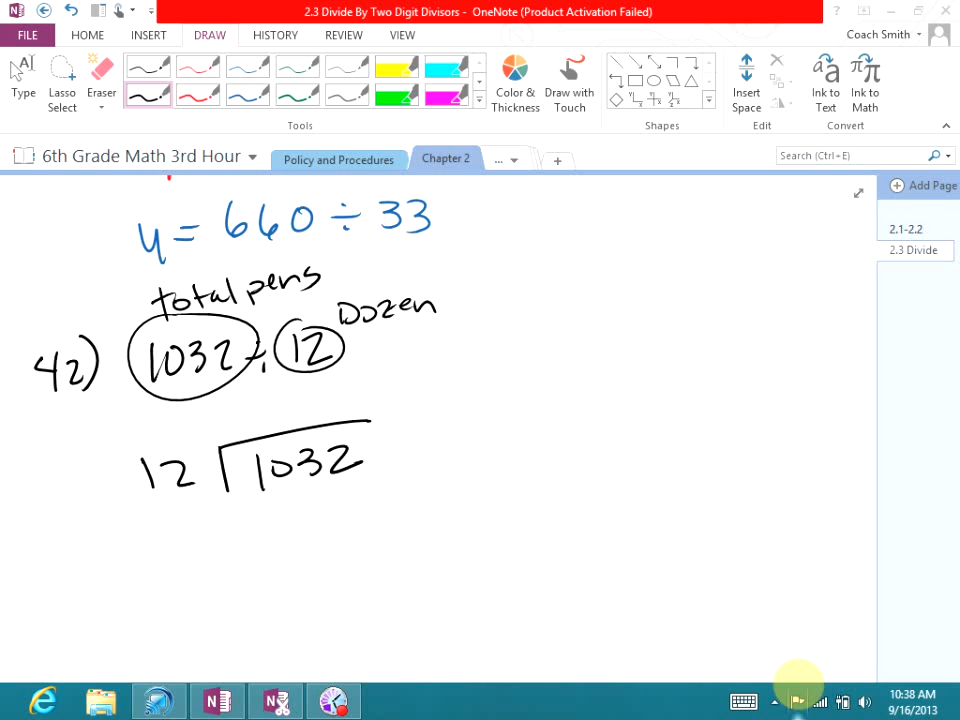 2.3 Divide By Two Digit Divisors - OneNote (Product Activation Failed)
FILE HOME INSERT DRAW HISTORY REVIEW VIEW Coach Smith
Type Lasso Select Eraser Color & Thickness Draw with Touch Insert Space Ink to Text Ink to Math
Tools Shapes Edit Convert
6th Grade Math 3rd Hour Policy and Procedures Chapter 2 ... + Search (Ctrl+E)
Add Page
2.1-2.2
2.3 Divide
y = 660 ÷ 33
total pens
Dozen
42) 1032 ÷ 12
12 1032
10:38 AM
9/16/2013